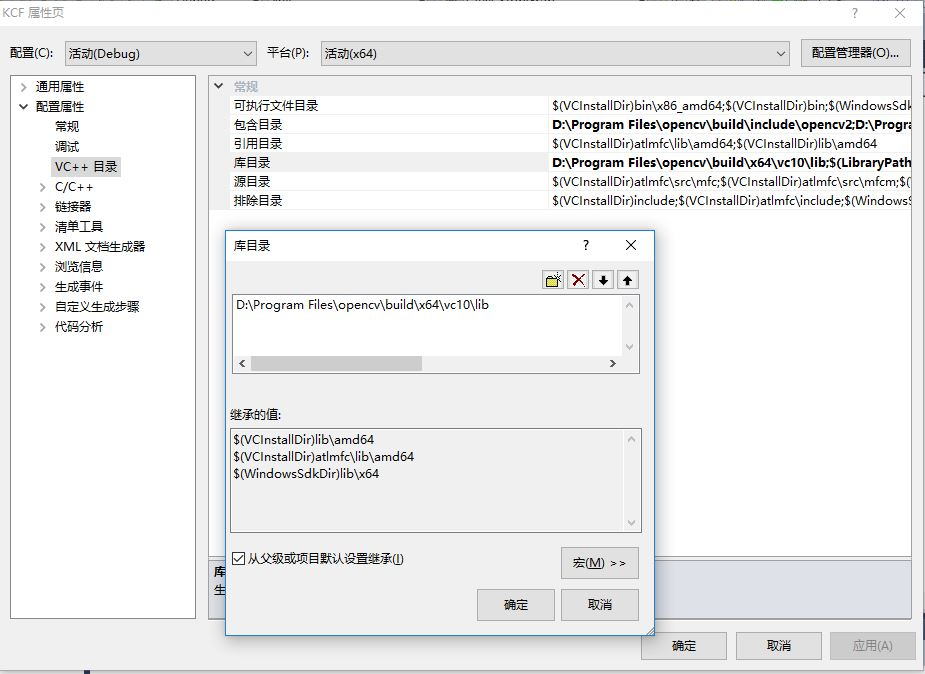 KCF 属性页
配置(C): 活动(Debug) 平台(P): 活动(x64) 配置管理器(O)...
通用属性
配置属性
常规
调试
VC++ 目录
C/C++
链接器
清单工具
XML 文档生成器
浏览信息
生成事件
自定义生成步骤
代码分析
常规
可执行文件目录 $(VCInstallDir)bin\x86_amd64;$(VCInstallDir)bin;$(WindowsSdk
包含目录 D:\Program Files\opencv\build\include\opencv2;D:\Progra
引用目录 $(VCInstallDir)atlmfc\lib\amd64;$(VCInstallDir)lib\amd64
库目录 D:\Program Files\opencv\build\x64\vc10\lib;$(LibraryPath
源目录 $(VCInstallDir)atlmfc\src\mfc;$(VCInstallDir)atlmfc\src\mfcm;$(
排除目录 $(VCInstallDir)include;$(VCInstallDir)atlmfc\include;$(WindowsS
库目录
D:\Program Files\opencv\build\x64\vc10\lib
继承的值:
$(VCInstallDir)lib\amd64
$(VCInstallDir)atlmfc\lib\amd64
$(WindowsSdkDir)lib\x64
从父级或项目默认设置继承(I)
宏(M) >>
确定 取消
库
生
确定 取消 应用(A)